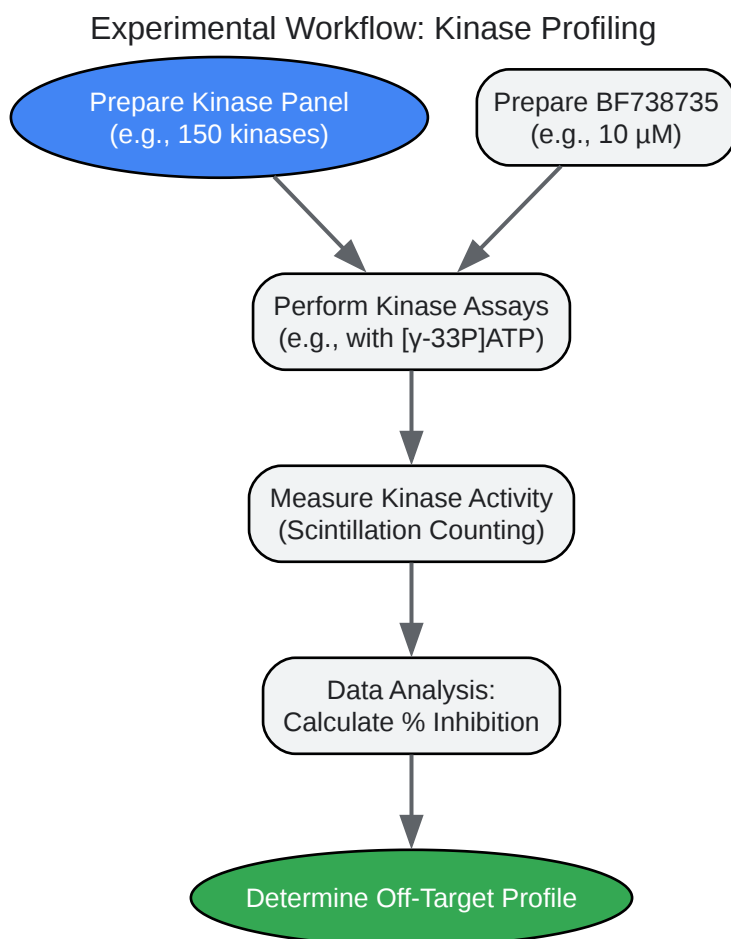 Experimental Workflow: Kinase Profiling
Prepare Kinase Panel
(e.g., 150 kinases)
Prepare BF738735
(e.g., 10 µM)
Perform Kinase Assays
(e.g., with [γ-33P]ATP)
Measure Kinase Activity
(Scintillation Counting)
Data Analysis:
Calculate % Inhibition
Determine Off-Target Profile